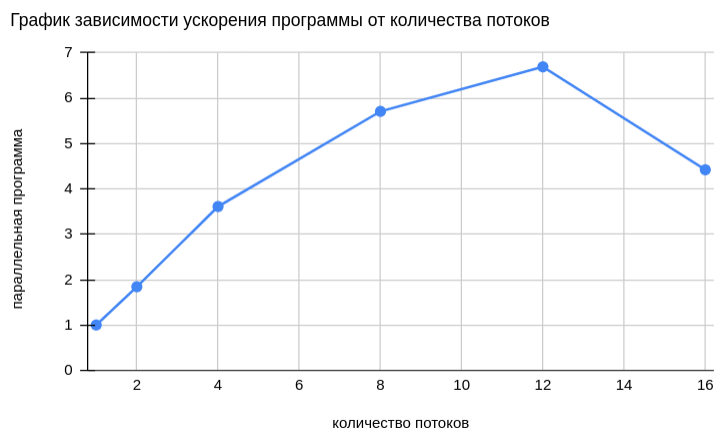 График зависимости ускорения программы от количества потоков
7
6
5
4
3
2
1
0
параллельная программа
2 4 6 8 10 12 14 16
количество потоков